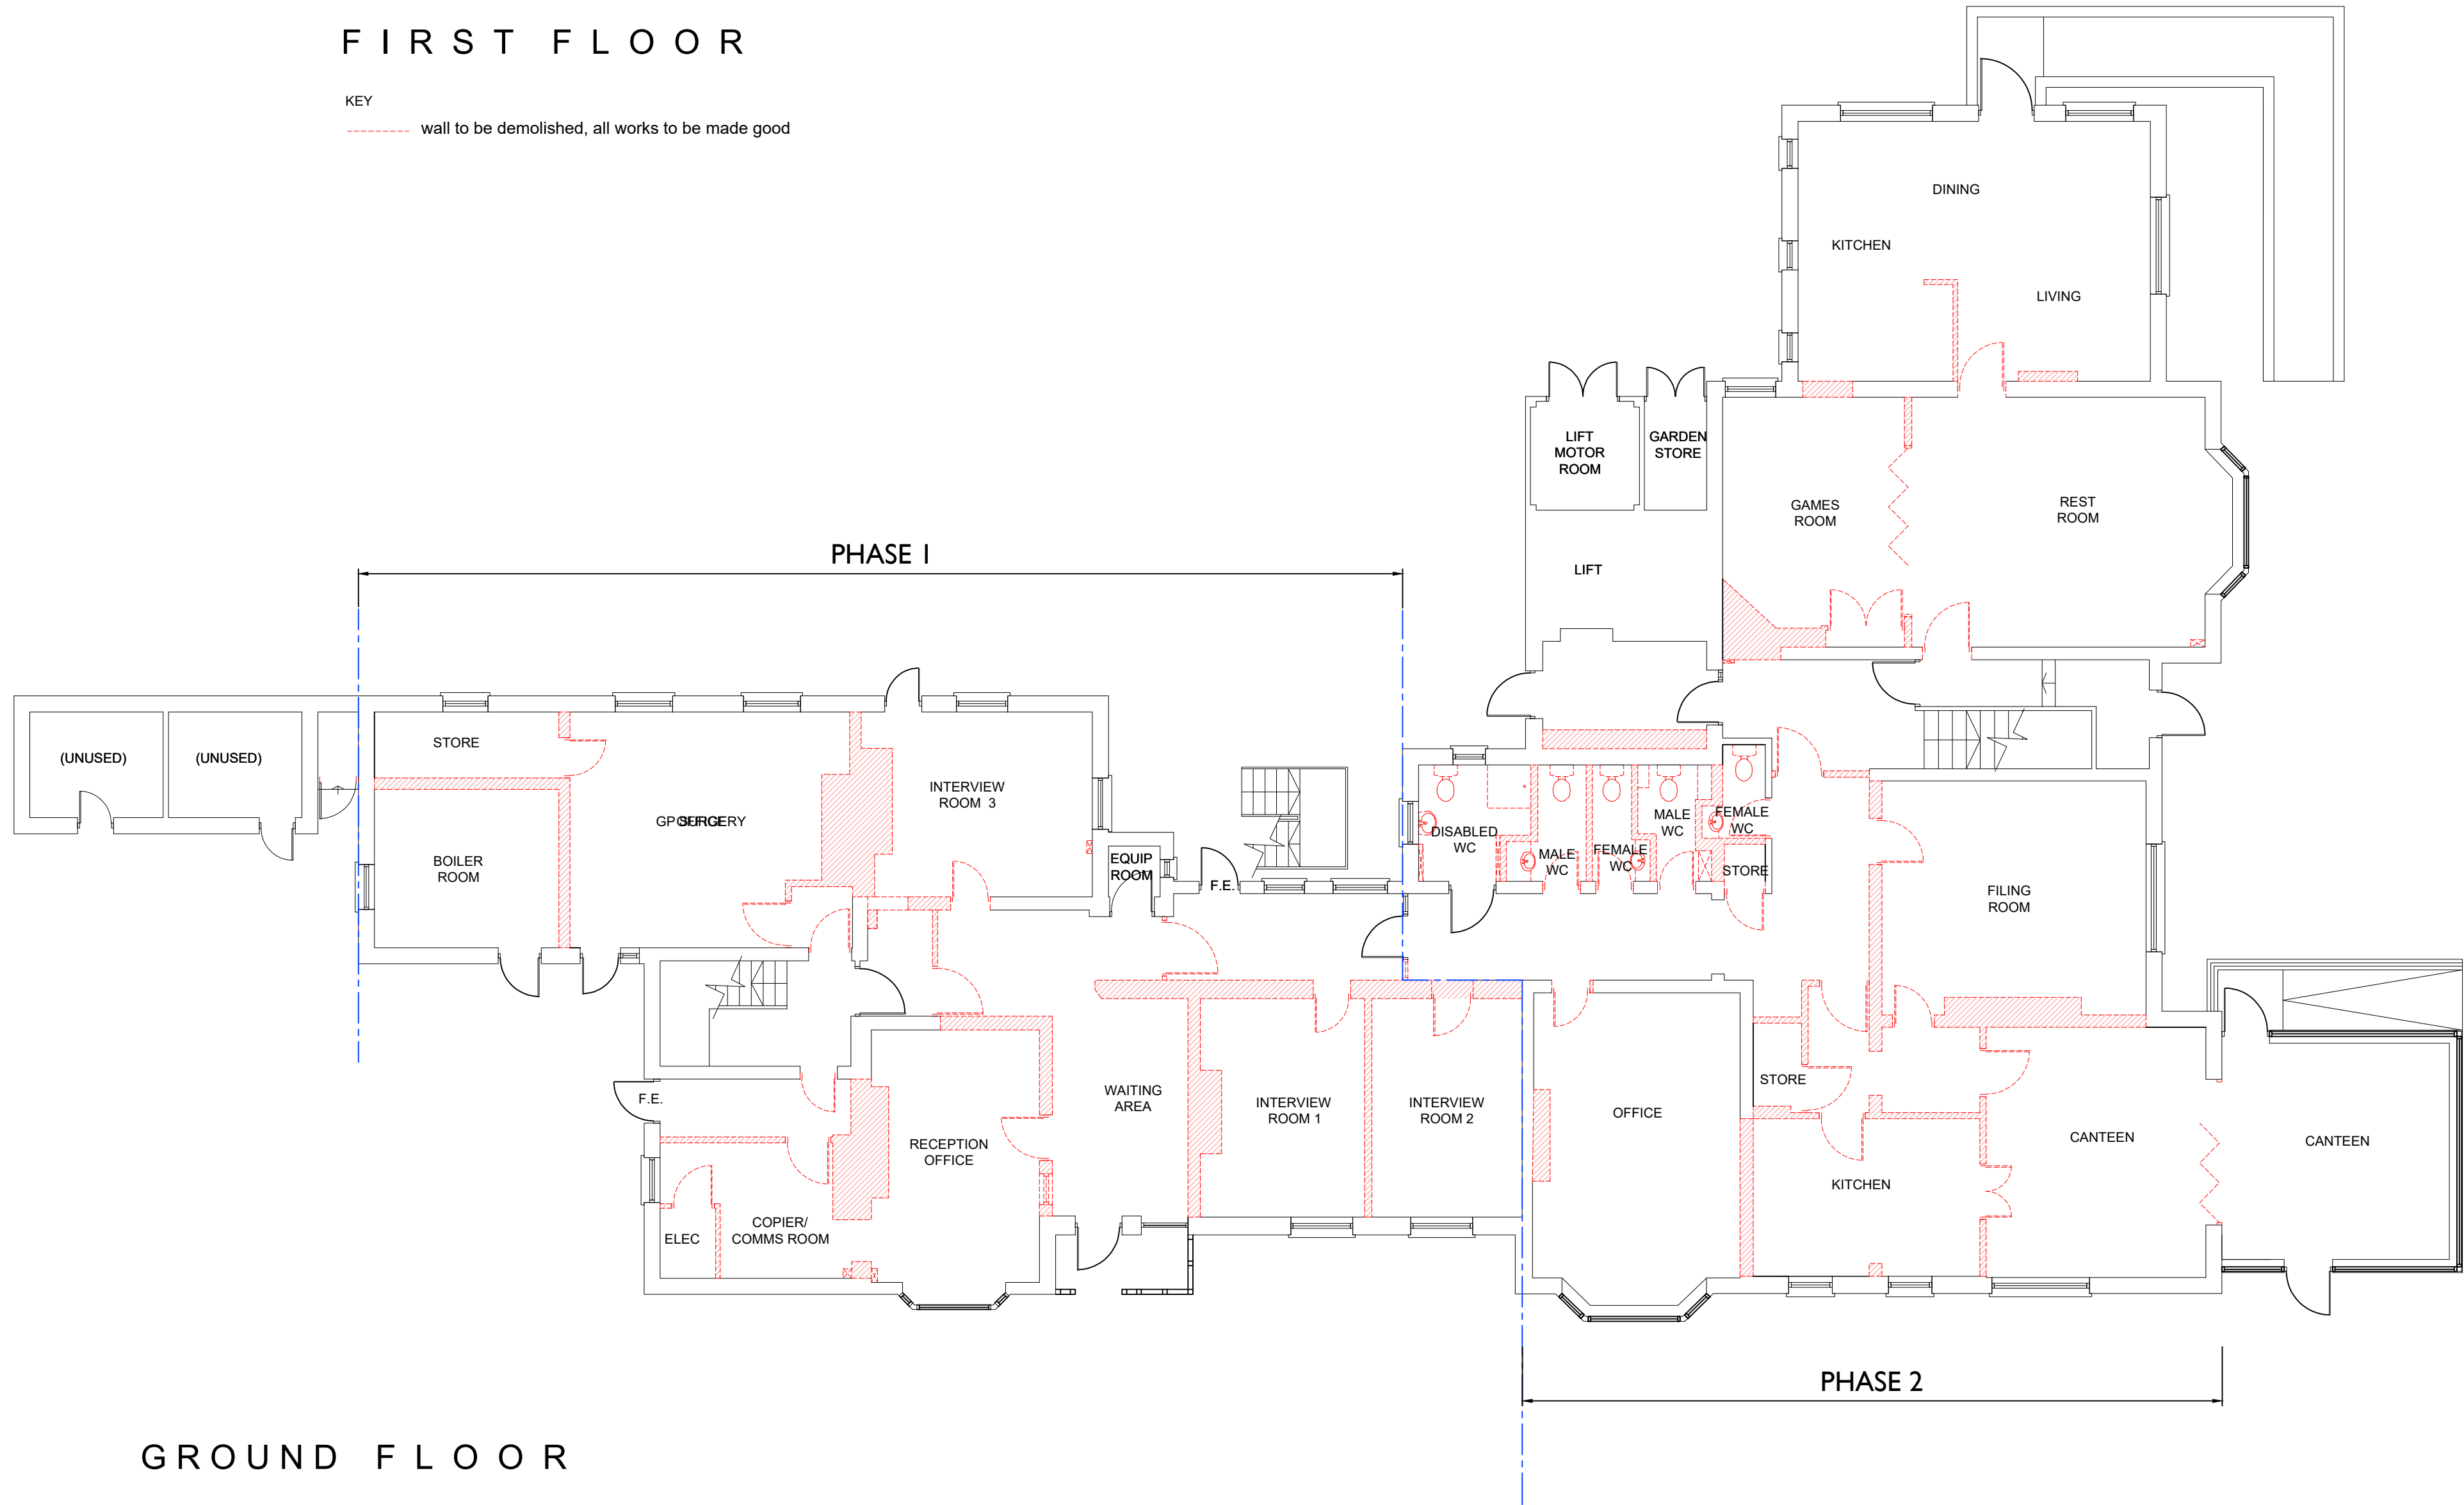 FIRST FLOOR
KEY
wall to be demolished, all works to be made good
DINING
KITCHEN
LIVING
LIFT
MOTOR
ROOM
GARDEN
STORE
GAMES
ROOM
REST
ROOM
LIFT
PHASE 1
(UNUSED)
(UNUSED)
STORE
BOILER
ROOM
GP SURGERY
INTERVIEW
ROOM 3
EQUIP
ROOM
F.E.
DISABLED
WC
MALE
WC
FEMALE
WC
MALE
WC
FEMALE
WC
STORE
FILING
ROOM
F.E.
ELEC
COPIER/
COMMS ROOM
RECEPTION
OFFICE
WAITING
AREA
INTERVIEW
ROOM 1
INTERVIEW
ROOM 2
OFFICE
STORE
KITCHEN
CANTEEN
CANTEEN
PHASE 2
GROUND FLOOR